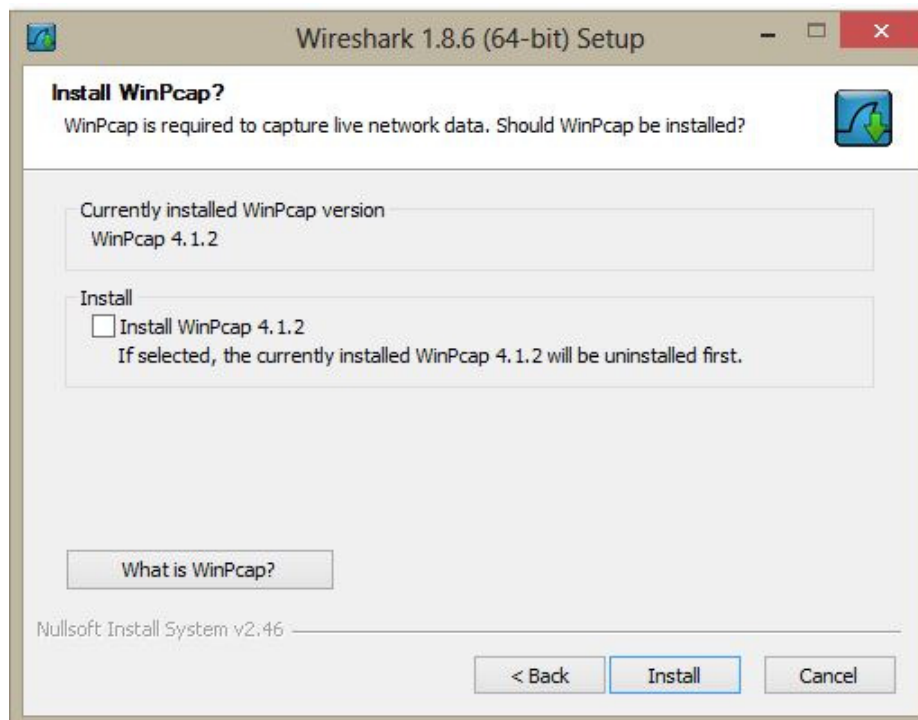 Wireshark 1.8.6 (64-bit) Setup
Install WinPcap?
WinPcap is required to capture live network data. Should WinPcap be installed?
Currently installed WinPcap version
WinPcap 4.1.2
Install
Install WinPcap 4.1.2
If selected, the currently installed WinPcap 4.1.2 will be uninstalled first.
What is WinPcap?
Nullsoft Install System v2.46
< Back Install Cancel